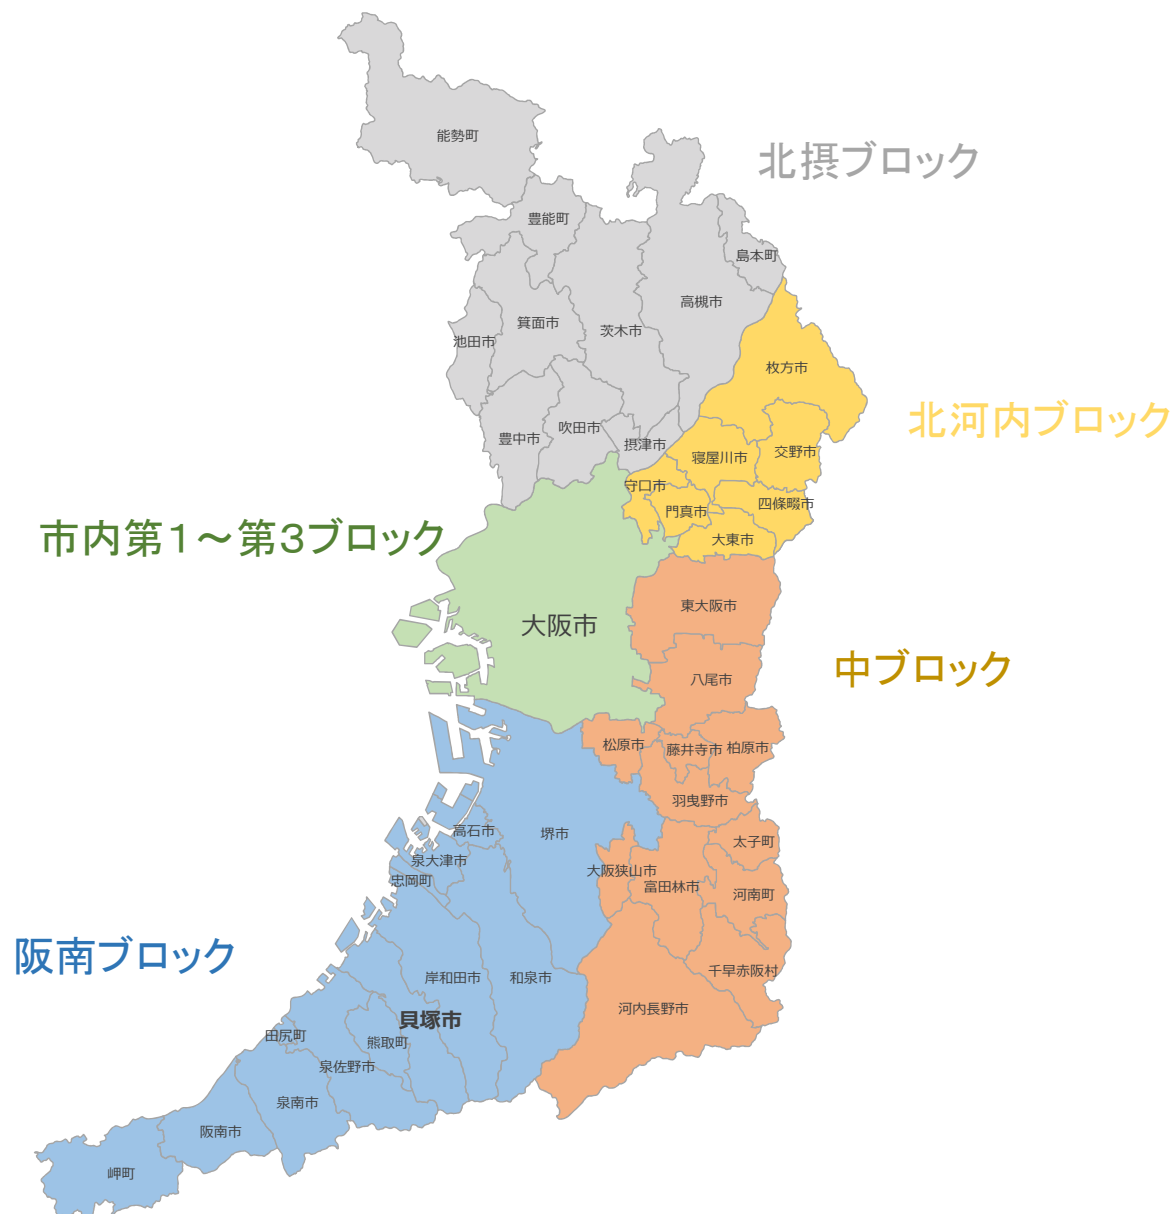 能勢町
北摂ブロック
豊能町
島本町
高槻市
箕面市
茨木市
池田市
枚方市
北河内ブロック
吹田市
豊中市
摂津市
交野市
寝屋川市
守口市
四條畷市
門真市
市内第1~第3ブロック
大東市
東大阪市
大阪市
中ブロック
八尾市
松原市
藤井寺市
柏原市
羽曳野市
高石市
堺市
太子町
泉大津市
大阪狭山市
忠岡町
富田林市
河南町
阪南ブロック
岸和田市
和泉市
千早赤阪村
河内長野市
貝塚市
田尻町
熊取町
泉佐野市
泉南市
阪南市
岬町